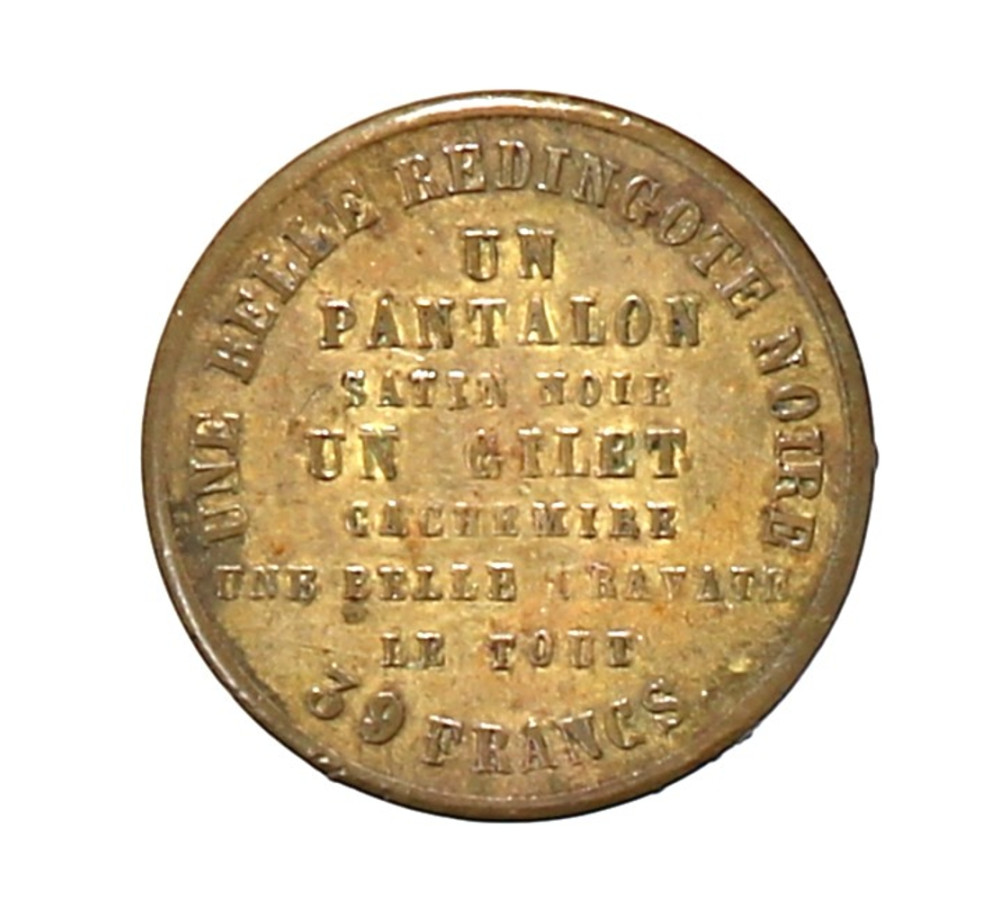 UNE BELLE REDINGOTE NOIRE
UN
PANTALON
SATIN NOIR
UN GILET
CACHEMIRE
UNE BELLE CRAVATE
LE TOUT
39 FRANCS